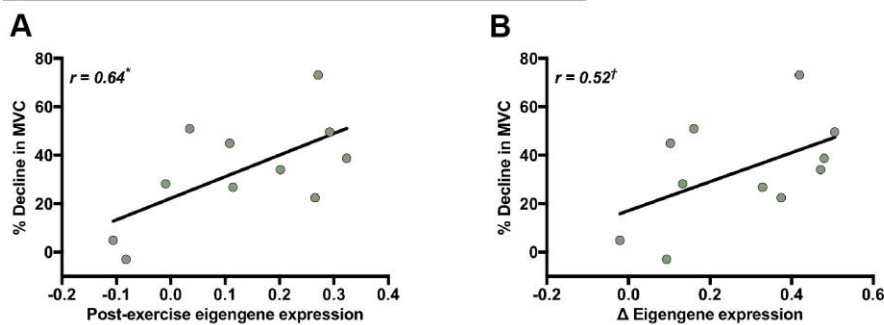 A
B
r = 0.64*
r = 0.52†
% Decline in MVC
80
60
40
20
0
-0.2 -0.1 0.0 0.1 0.2 0.3 0.4
Post-exercise eigengene expression
% Decline in MVC
80
60
40
20
0
-0.2 0.0 0.2 0.4 0.6
Δ Eigengene expression